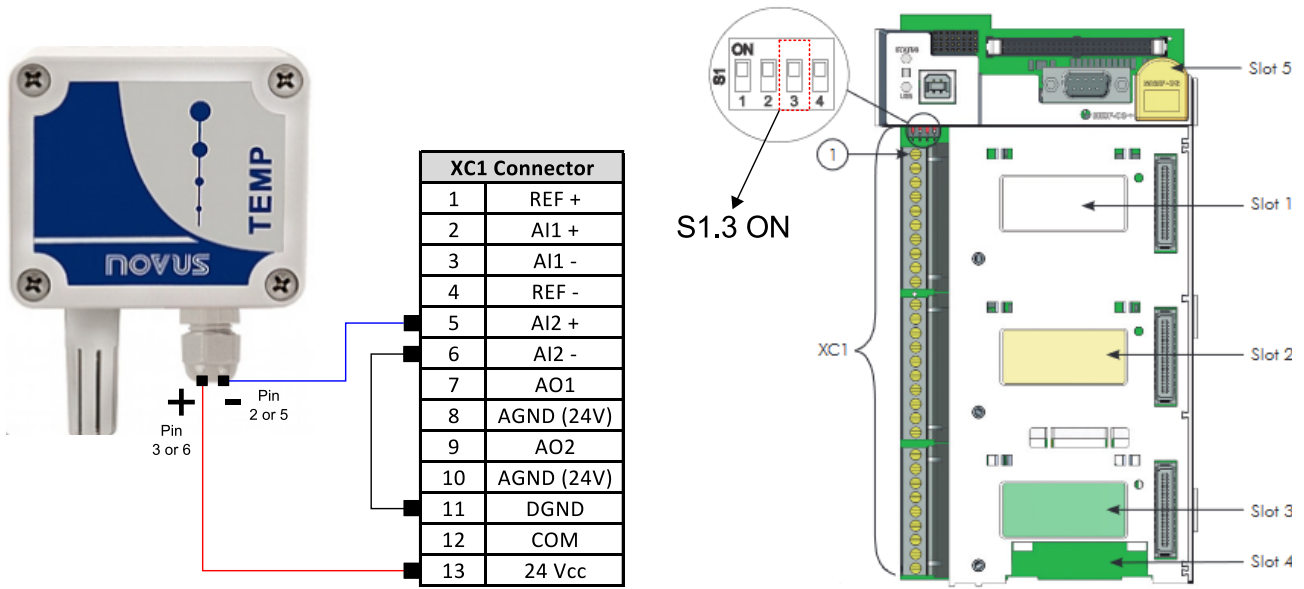 TEMP
NOVUS
+
-
Pin
3 or 6
Pin
2 or 5
XC1 Connector
1 REF +
2 AI1 +
3 AI1 -
4 REF -
5 AI2 +
6 AI2 -
7 AO1
8 AGND (24V)
9 AO2
10 AGND (24V)
11 DGND
12 COM
13 24 Vcc
ON
S1
1 2 3 4
S1.3 ON
STATUS
USB
1
XC1
Slot 5
Slot 1
Slot 2
Slot 3
Slot 4